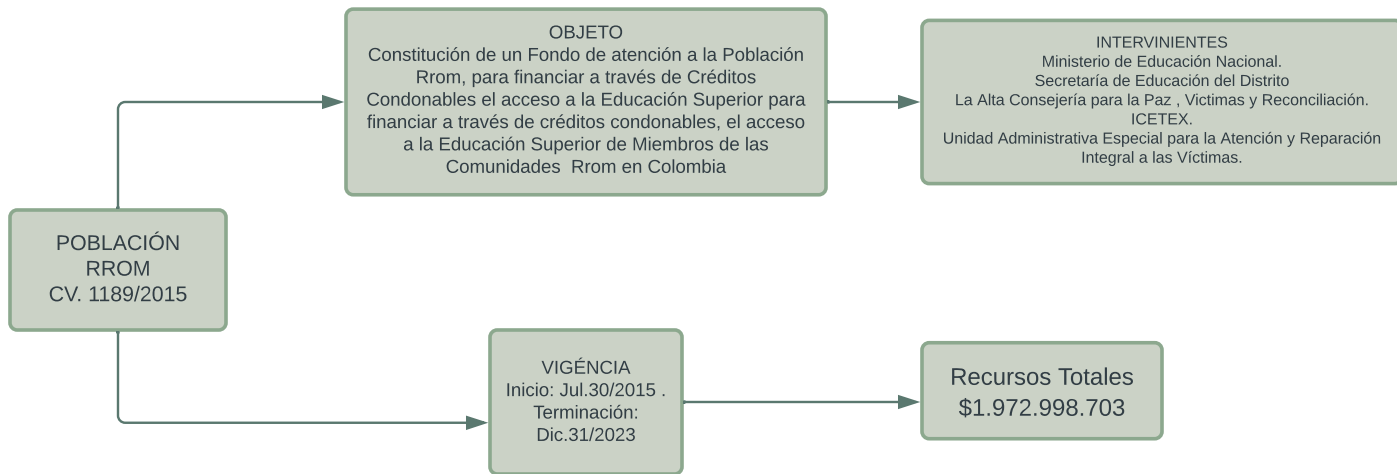 OBJETO
Constitución de un Fondo de atención a la Población
Rrom, para financiar a través de Créditos
Condonables el acceso a la Educación Superior para
financiar a través de créditos condonables, el acceso
a la Educación Superior de Miembros de las
Comunidades  Rrom en Colombia
INTERVINIENTES
Ministerio de Educación Nacional.
Secretaría de Educación del Distrito
La Alta Consejería para la Paz , Victimas y Reconciliación.
ICETEX.
Unidad Administrativa Especial para la Atención y Reparación
Integral a las Víctimas.
POBLACIÓN
RROM
CV. 1189/2015
VIGÉNCIA
Inicio: Jul.30/2015 .
Terminación:
Dic.31/2023
Recursos Totales
$1.972.998.703